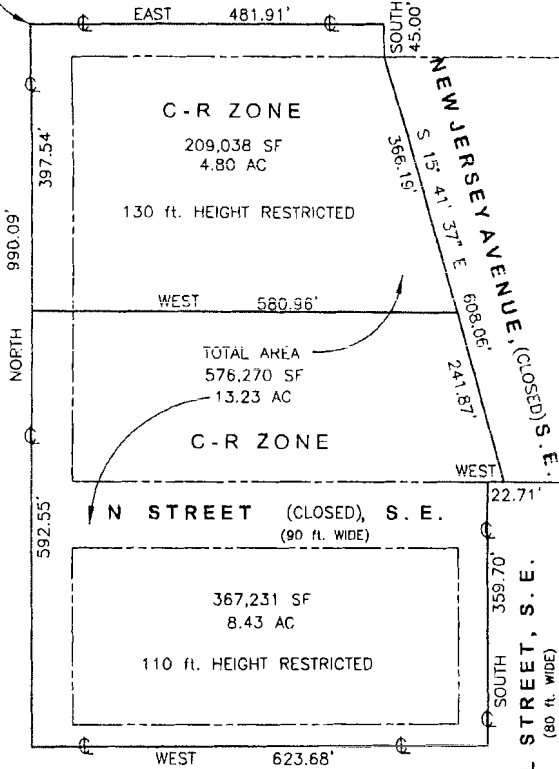 EAST 481.91'
SOUTH
45.00'
C-R ZONE
209,038 SF
4.80 AC
130 ft. HEIGHT RESTRICTED
397.54'
990.09'
NORTH
592.55'
NEW JERSEY AVENUE, (CLOSED) S.E.
S 15° 41' 37" E 608.06'
366.19'
241.87'
WEST 580.96'
TOTAL AREA
576,270 SF
13.23 AC
C-R ZONE
WEST
22.71'
N STREET (CLOSED), S.E.
(90 ft. WIDE)
367,231 SF
8.43 AC
110 ft. HEIGHT RESTRICTED
SOUTH 359.70'
STREET, S.E.
(80 ft. WIDE)
WEST 623.68'